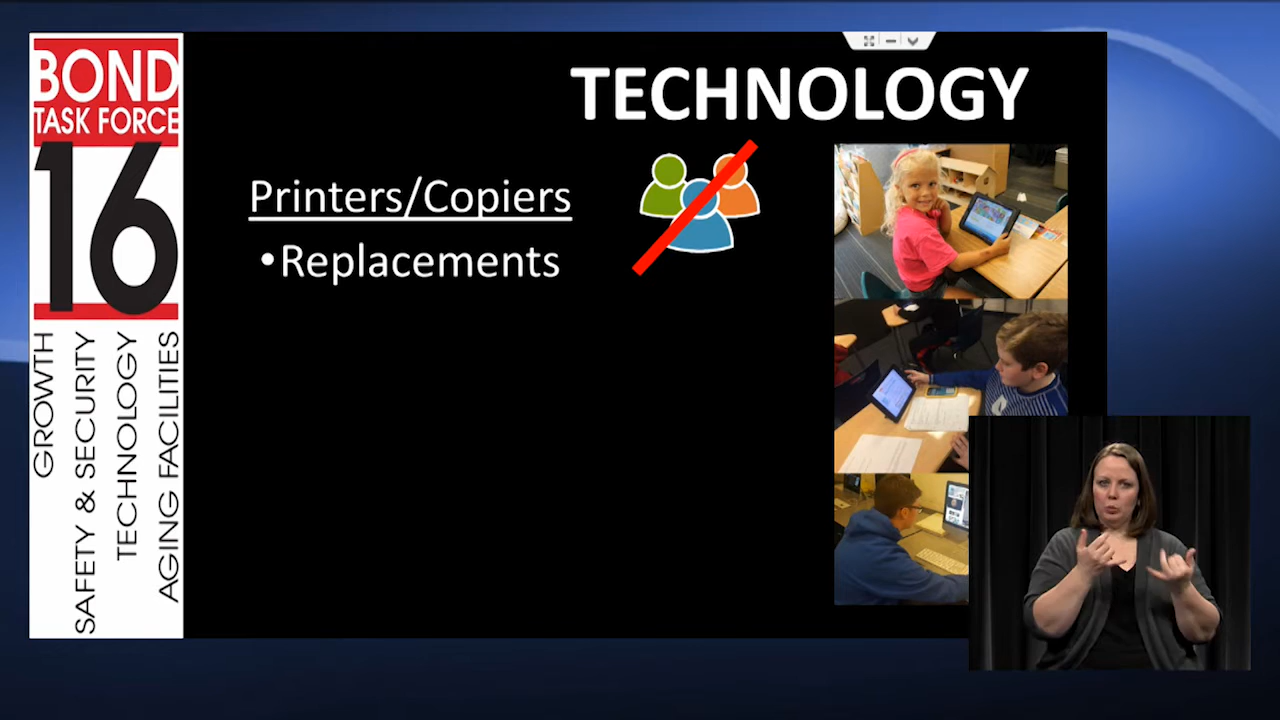 BOND
TASK FORCE
16
GROWTH
SAFETY & SECURITY
TECHNOLOGY
AGING FACILITIES
TECHNOLOGY
Printers/Copiers
•Replacements